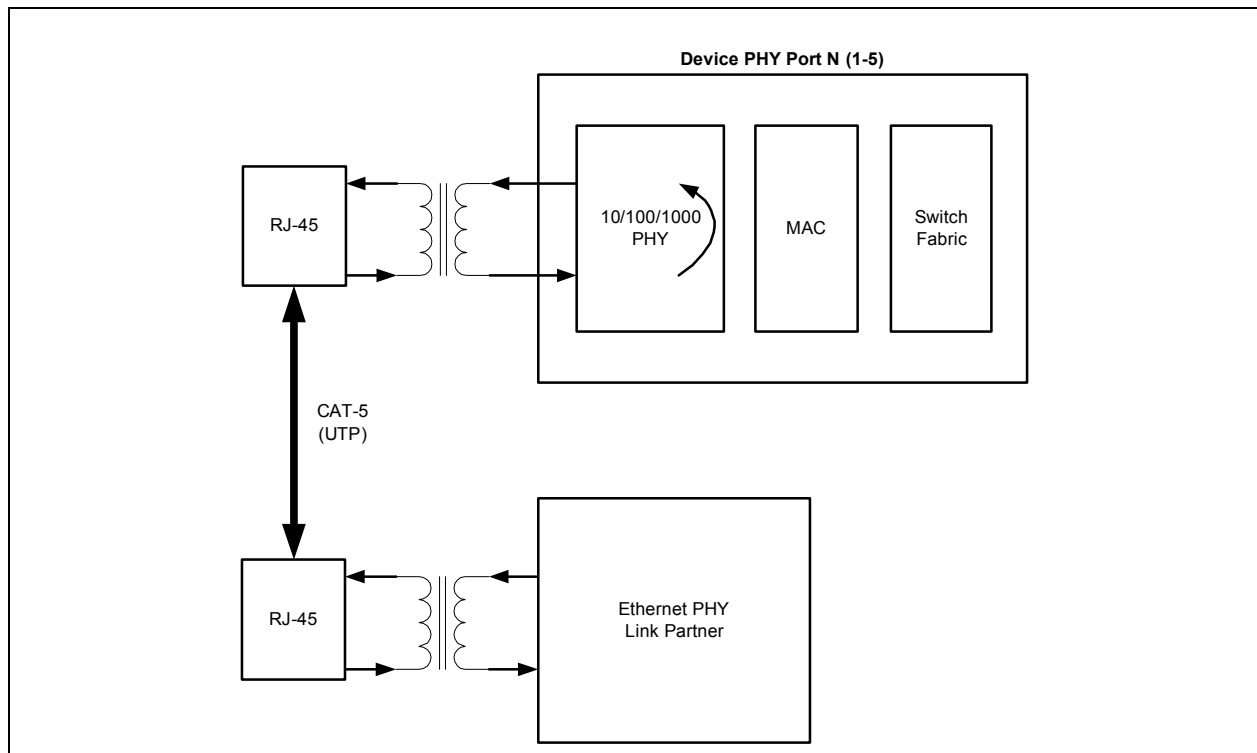 Device PHY Port N (1-5)
RJ-45
10/100/1000
PHY
MAC
Switch
Fabric
CAT-5
(UTP)
RJ-45
Ethernet PHY
Link Partner